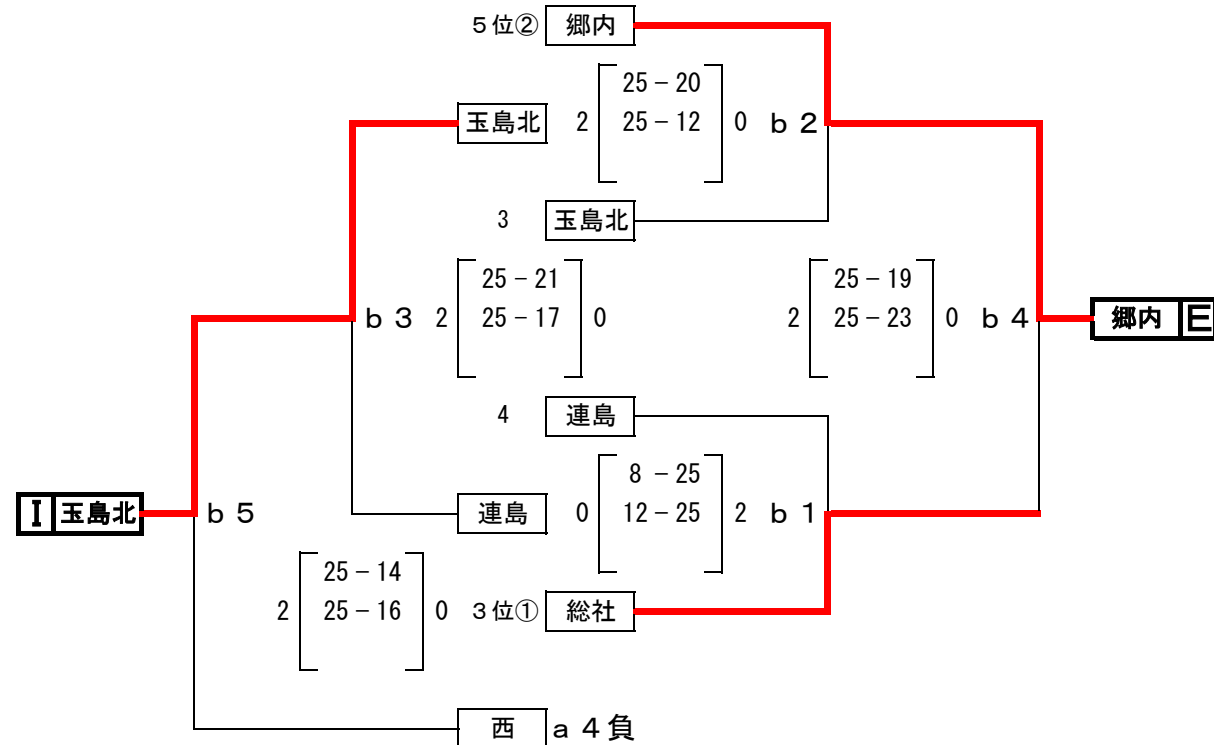 5位② 郷内
25－20
玉島北 2 25－12 0 b2
3 玉島北
25－21 25－19
b3 2 25－17 0 2 25－23 0 b4 郷内 E
4 連島
8－25
I 玉島北 b5 連島 0 12－25 2 b1
25－14
2 25－16 0 3位① 総社
西 a4負